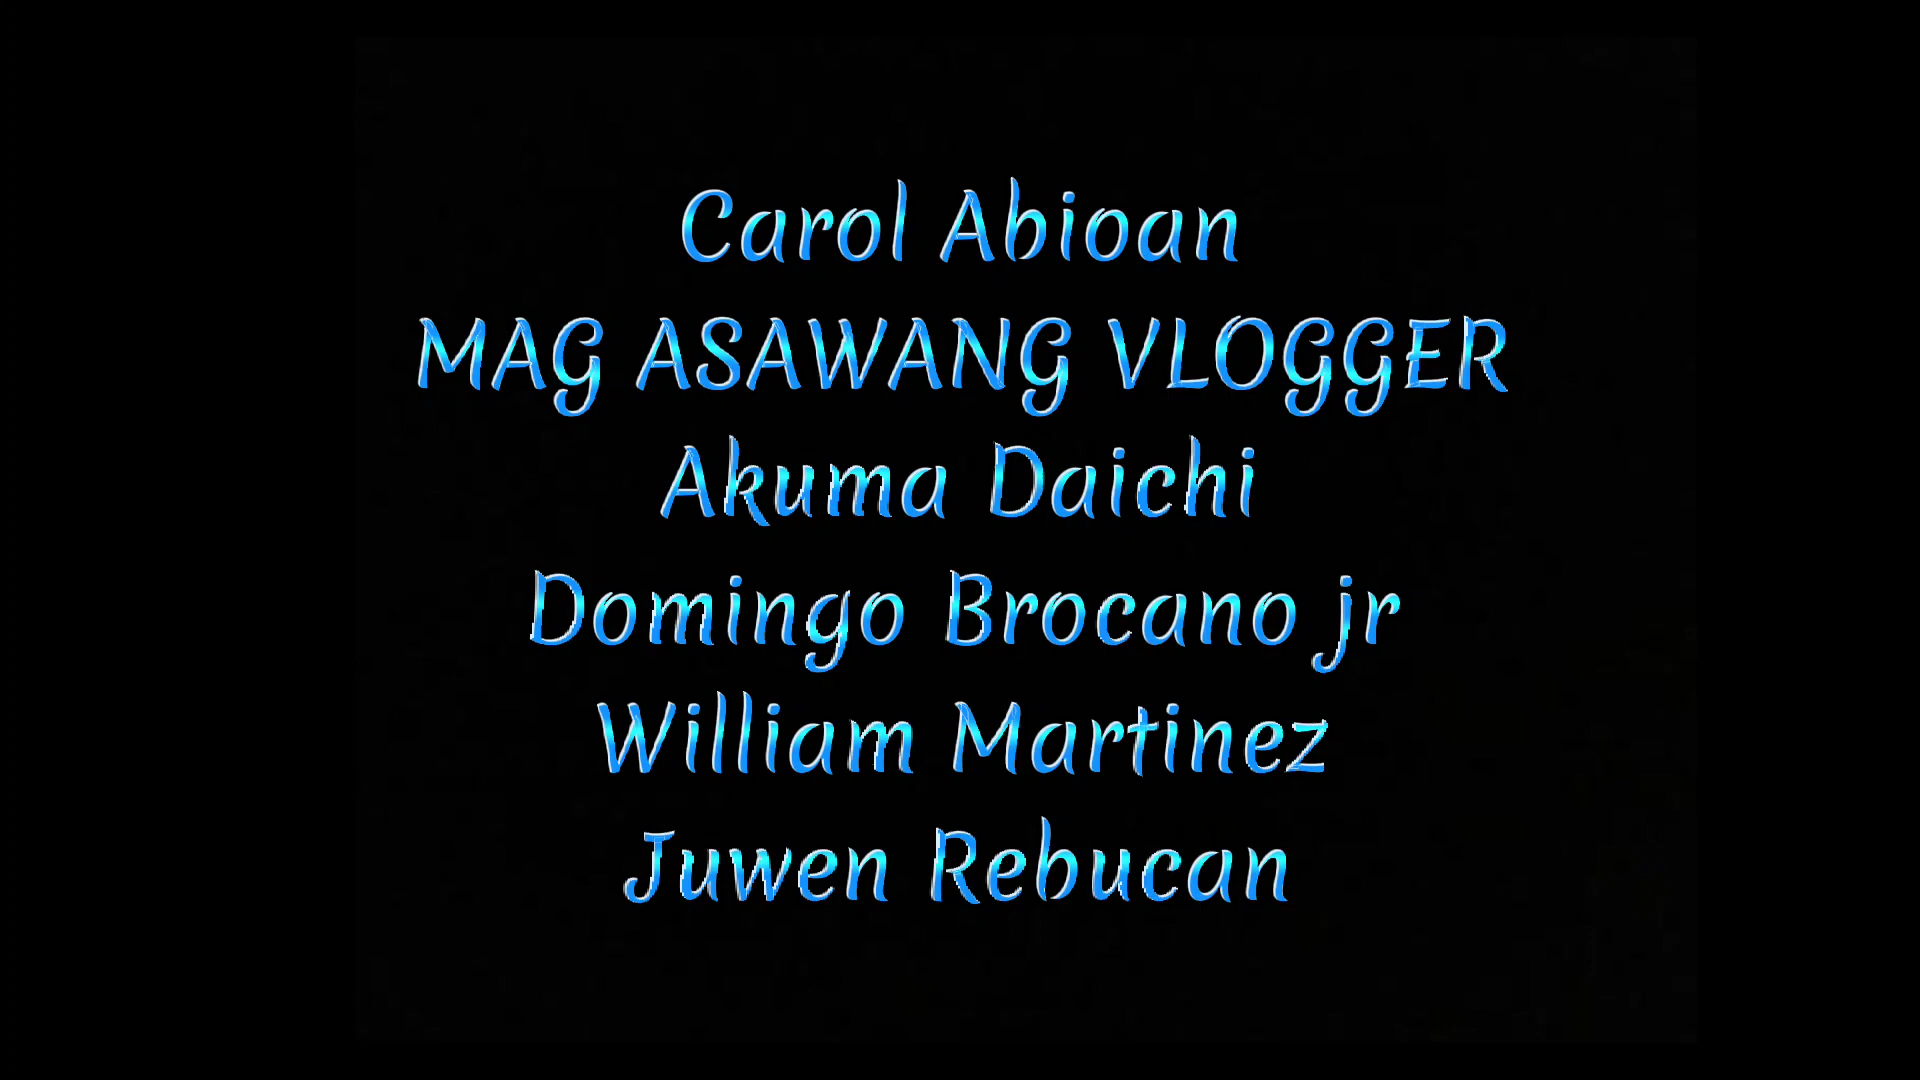 Carol Abioan
MAG ASAWANG VLOGGER
Akuma Daichi
Domingo Brocano jr
William Martinez
Juwen Rebucan